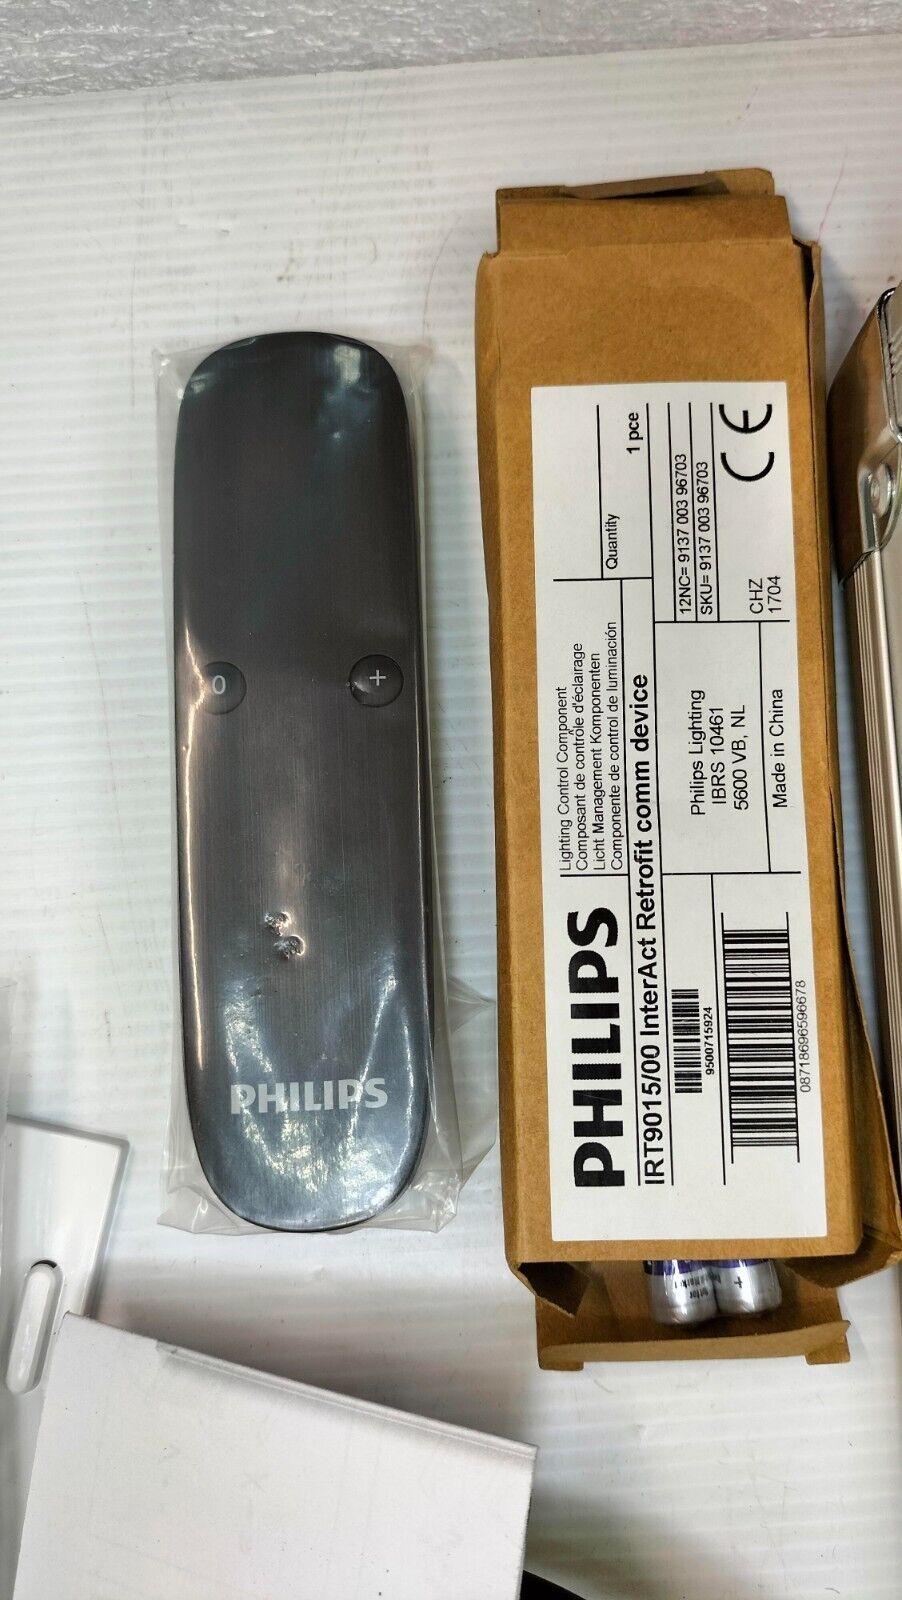 0
+
PHILIPS
PHILIPS
Lighting Control Component
Composant de contrôle d'éclairage
Licht Management Komponenten
Componente de control de luminación
Quantity
1 pce
IRT9015/00 InterAct Retrofit comm device
9500715924
08718696596678
Philips Lighting
IBRS 10461
5600 VB, NL
Made in China
12NC= 9137 003 96703
SKU= 9137 003 96703
CHZ
1704
CE
+